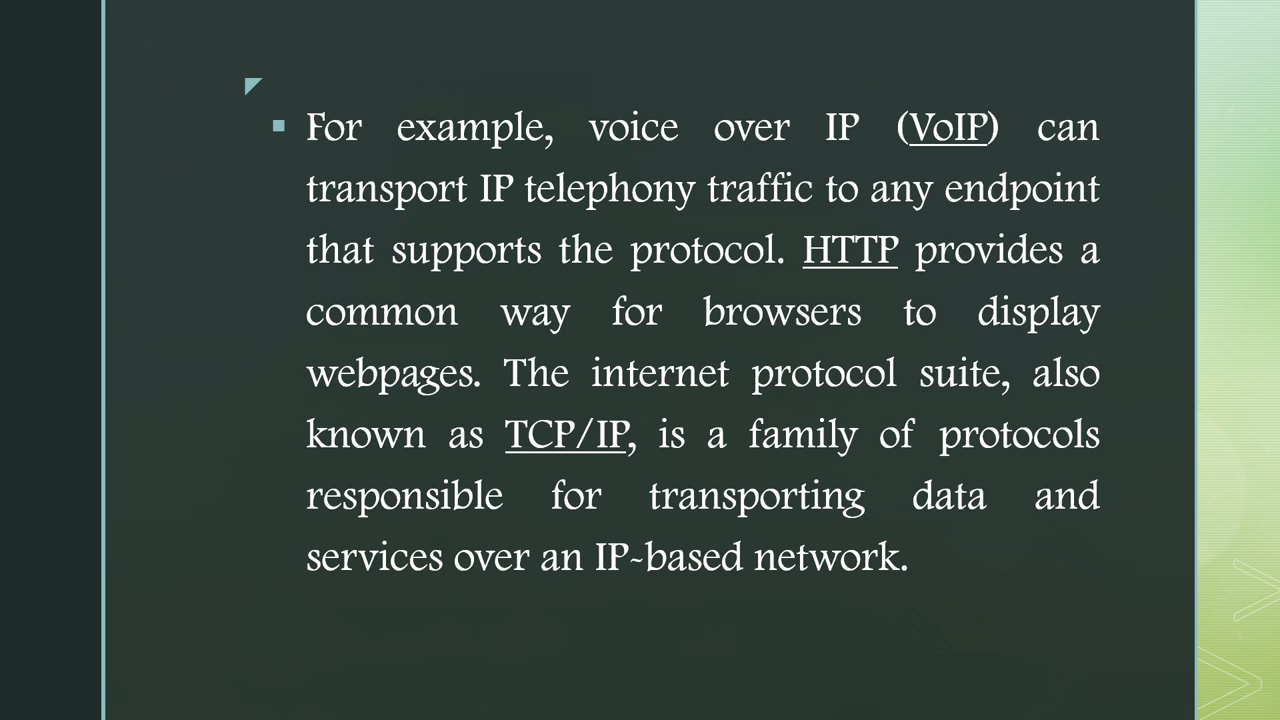 For example, voice over IP (VoIP) can
transport IP telephony traffic to any endpoint
that supports the protocol. HTTP provides a
common way for browsers to display
webpages. The internet protocol suite, also
known as TCP/IP, is a family of protocols
responsible for transporting data and
services over an IP-based network.